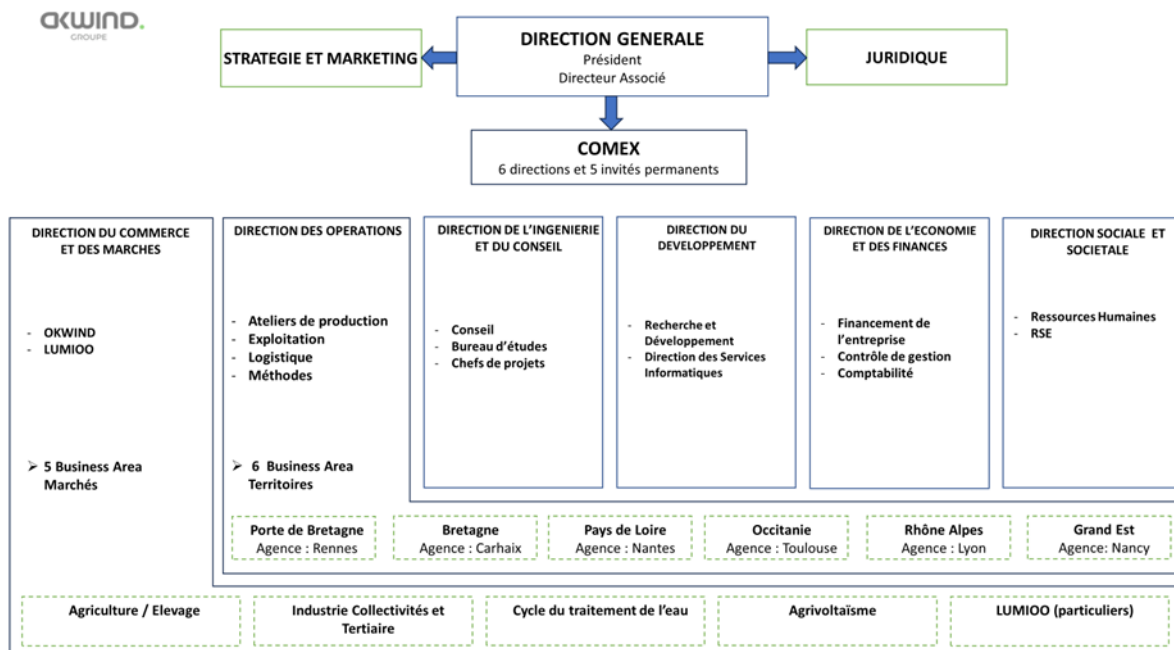 OKWIND.
GROUPE
STRATEGIE ET MARKETING
DIRECTION GENERALE
Président
Directeur Associé
JURIDIQUE
COMEX
6 directions et 5 invités permanents
DIRECTION DU COMMERCE
ET DES MARCHES
- OKWIND
- LUMIOO
➢ 5 Business Area
Marchés
DIRECTION DES OPERATIONS
- Ateliers de production
- Exploitation
- Logistique
- Méthodes
➢ 6 Business Area
Territoires
DIRECTION DE L'INGENIERIE
ET DU CONSEIL
- Conseil
- Bureau d'études
- Chefs de projets
DIRECTION DU
DEVELOPPEMENT
- Recherche et
Développement
- Direction des Services
Informatiques
DIRECTION DE L'ECONOMIE
ET DES FINANCES
- Financement de
l'entreprise
- Contrôle de gestion
- Comptabilité
DIRECTION SOCIALE ET
SOCIETALE
- Ressources Humaines
- RSE
Porte de Bretagne
Agence : Rennes
Bretagne
Agence : Carhaix
Pays de Loire
Agence : Nantes
Occitanie
Agence : Toulouse
Rhône Alpes
Agence : Lyon
Grand Est
Agence: Nancy
Agriculture / Elevage
Industrie Collectivités et
Tertiaire
Cycle du traitement de l'eau
Agrivoltaïsme
LUMIOO (particuliers)